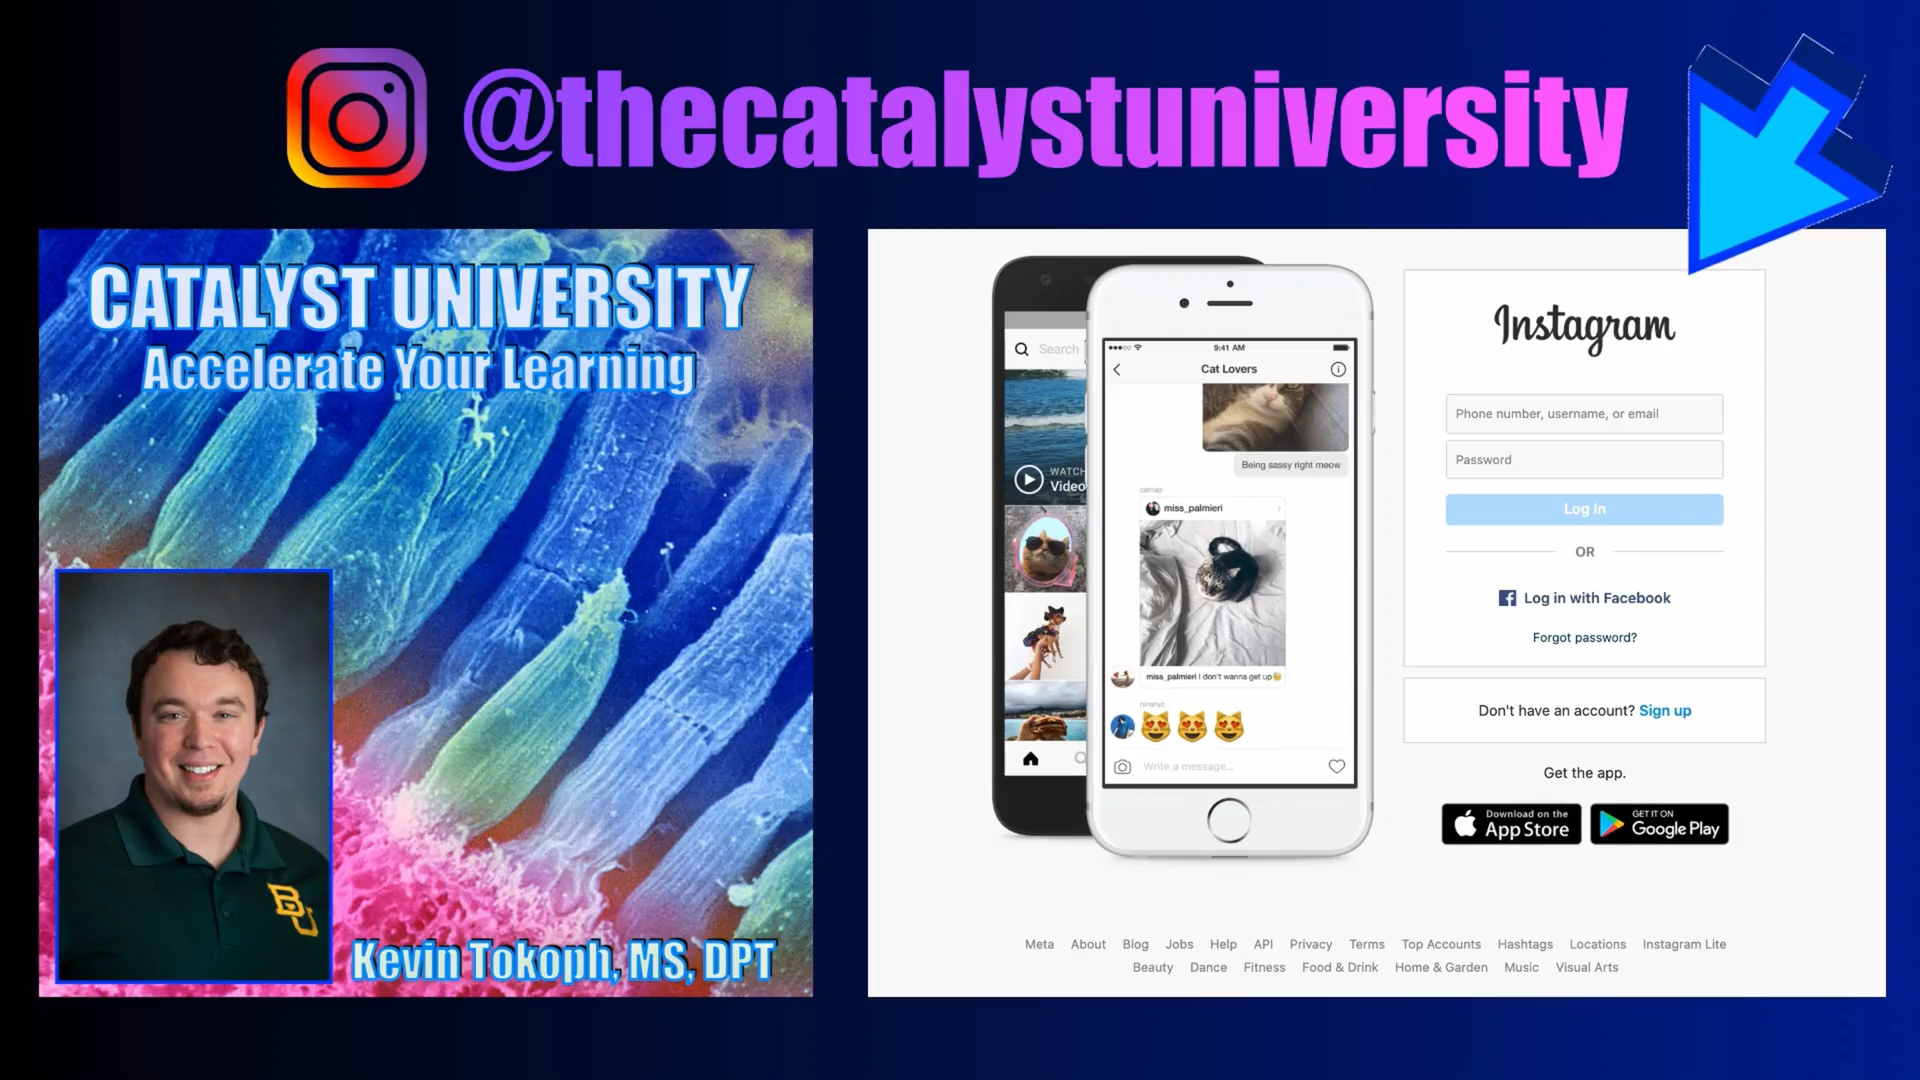 @thecatalystuniversity
CATALYST UNIVERSITY
Accelerate Your Learning
BU
Kevin Tokoph, MS, DPT
Search
WATCH
Video
9:41 AM
Cat Lovers
Being sassy right meow
catnap
miss_palmieri
miss_palmieri I don't wanna get up
ninanyc
Write a message...
Instagram
Phone number, username, or email
Password
Log In
OR
Log in with Facebook
Forgot password?
Don't have an account? Sign up
Get the app.
Download on the
App Store
GET IT ON
Google Play
Meta About Blog Jobs Help API Privacy Terms Top Accounts Hashtags Locations Instagram Lite
Beauty Dance Fitness Food & Drink Home & Garden Music Visual Arts